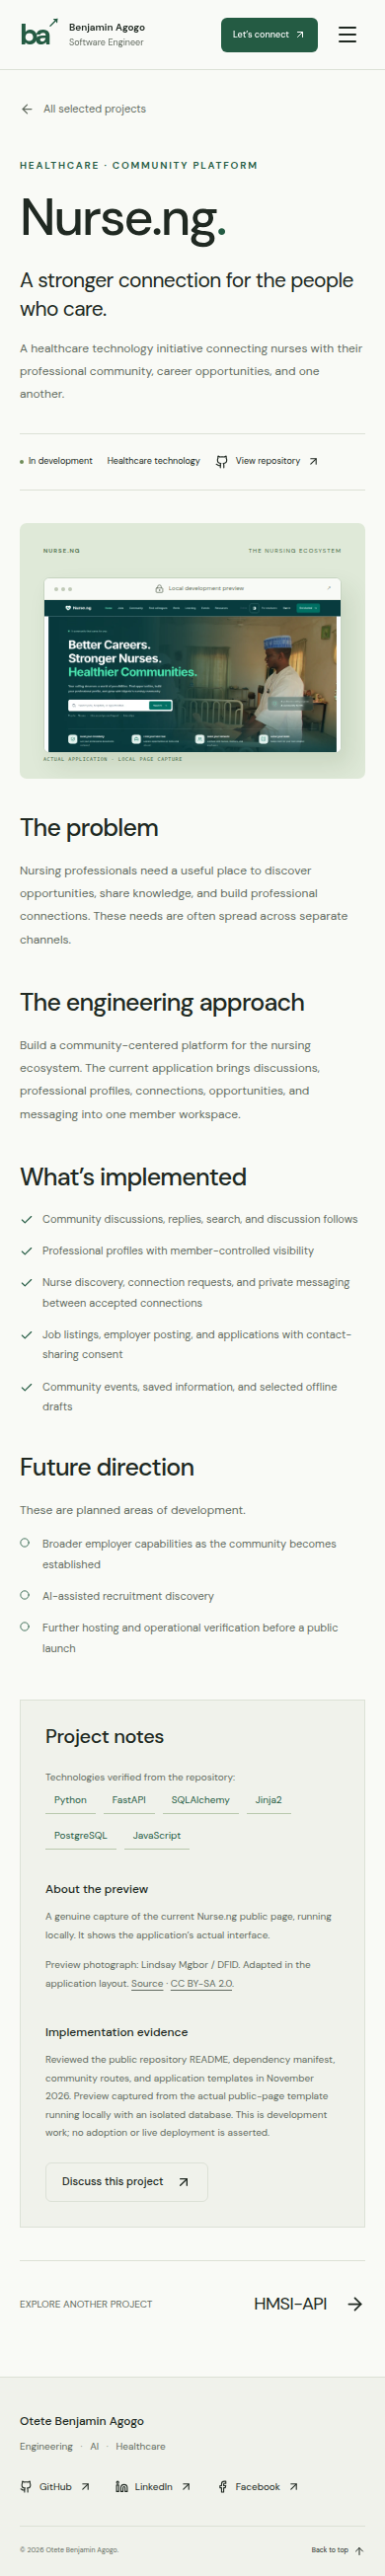 ba
Benjamin Agogo
Software Engineer
Let's connect
All selected projects
HEALTHCARE · COMMUNITY PLATFORM
Nurse.ng.
A stronger connection for the people
who care.
A healthcare technology initiative connecting nurses with their
professional community, career opportunities, and one
another.
In development
Healthcare technology
View repository
NURSE.NG
THE NURSING ECOSYSTEM
Local development preview
Nurse.ng
Better Careers.
Stronger Nurses.
Healthier Communities.
ACTUAL APPLICATION · LOCAL PAGE CAPTURE
The problem
Nursing professionals need a useful place to discover
opportunities, share knowledge, and build professional
connections. These needs are often spread across separate
channels.
The engineering approach
Build a community-centered platform for the nursing
ecosystem. The current application brings discussions,
professional profiles, connections, opportunities, and
messaging into one member workspace.
What's implemented
Community discussions, replies, search, and discussion follows
Professional profiles with member-controlled visibility
Nurse discovery, connection requests, and private messaging
between accepted connections
Job listings, employer posting, and applications with contact-
sharing consent
Community events, saved information, and selected offline
drafts
Future direction
These are planned areas of development.
Broader employer capabilities as the community becomes
established
AI-assisted recruitment discovery
Further hosting and operational verification before a public
launch
Project notes
Technologies verified from the repository:
Python FastAPI SQLAlchemy Jinja2
PostgreSQL JavaScript
About the preview
A genuine capture of the current Nurse.ng public page, running
locally. It shows the application's actual interface.
Preview photograph: Lindsay Mgbor / DFID. Adapted in the
application layout. Source · CC BY-SA 2.0.
Implementation evidence
Reviewed the public repository README, dependency manifest,
community routes, and application templates in November
2026. Preview captured from the actual public-page template
running locally with an isolated database. This is development
work; no adoption or live deployment is asserted.
Discuss this project
EXPLORE ANOTHER PROJECT
HMSI-API
Otete Benjamin Agogo
Engineering · AI · Healthcare
GitHub LinkedIn Facebook
© 2026 Otete Benjamin Agogo.
Back to top